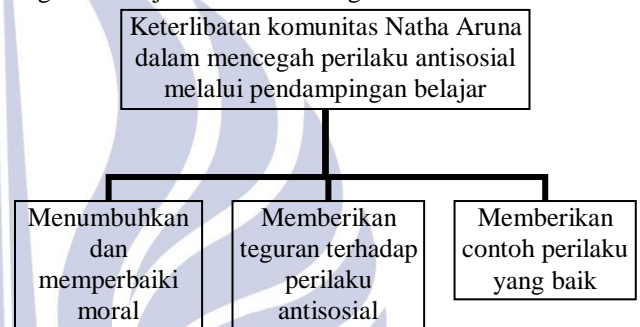 Keterlibatan komunitas Natha Aruna
dalam mencegah perilaku antisosial
melalui pendampingan belajar
Menumbuhkan
dan
memperbaiki
moral
Memberikan
teguran terhadap
perilaku
antisosial
Memberikan
contoh perilaku
yang baik